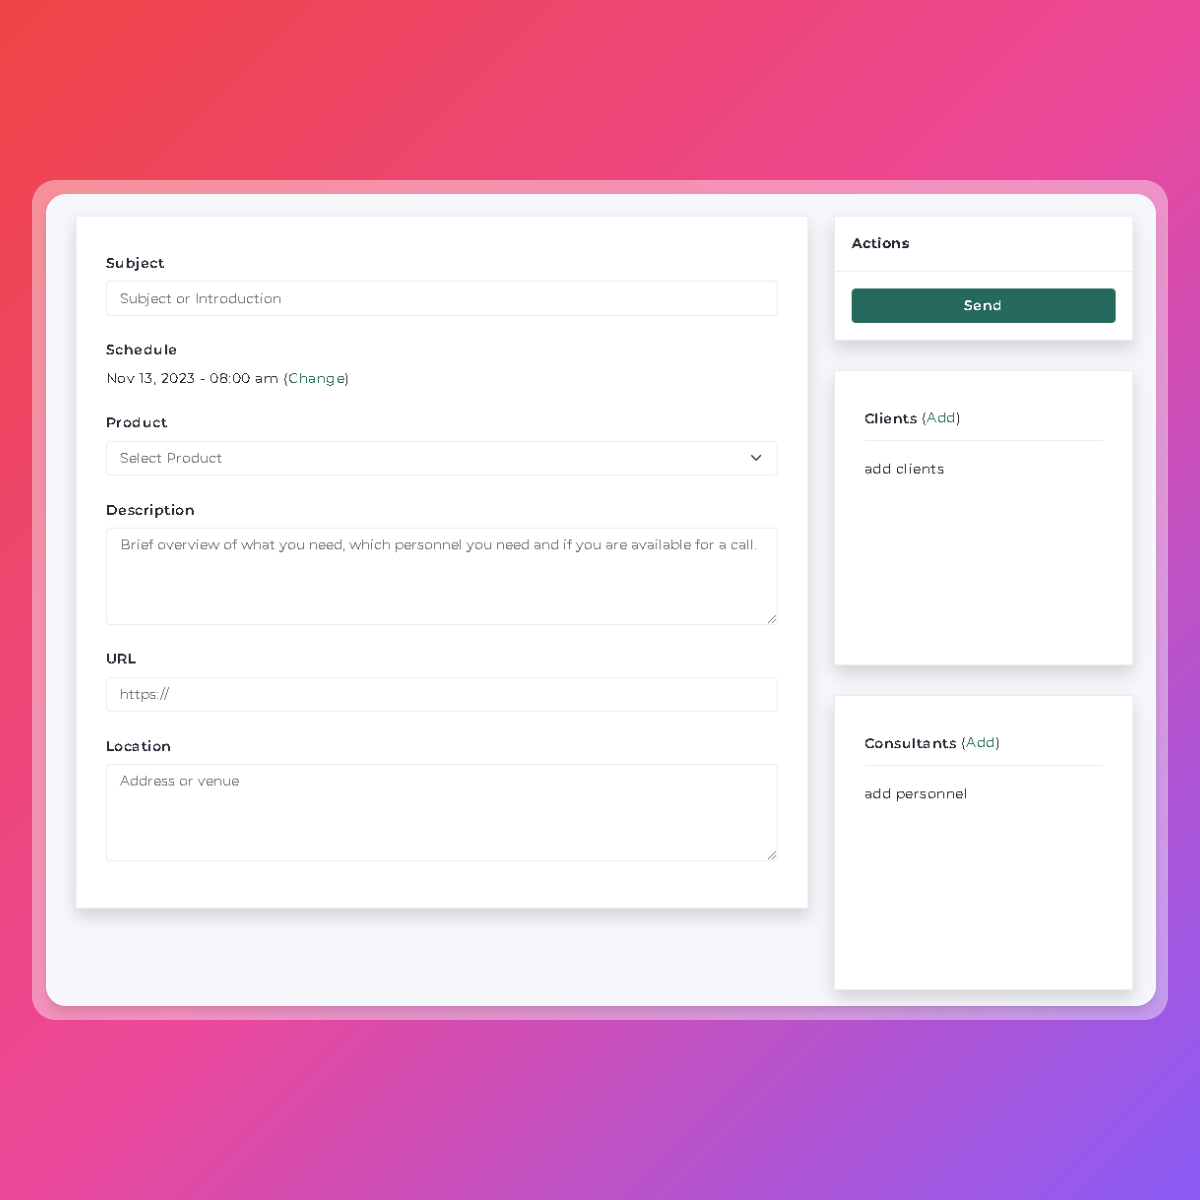 Subject
Subject or Introduction
Schedule
Nov 13, 2023 - 08:00 am (Change)
Product
Select Product
Description
Brief overview of what you need, which personnel you need and if you are available for a call.
URL
https://
Location
Address or venue
Actions
Send
Clients (Add)
add clients
Consultants (Add)
add personnel